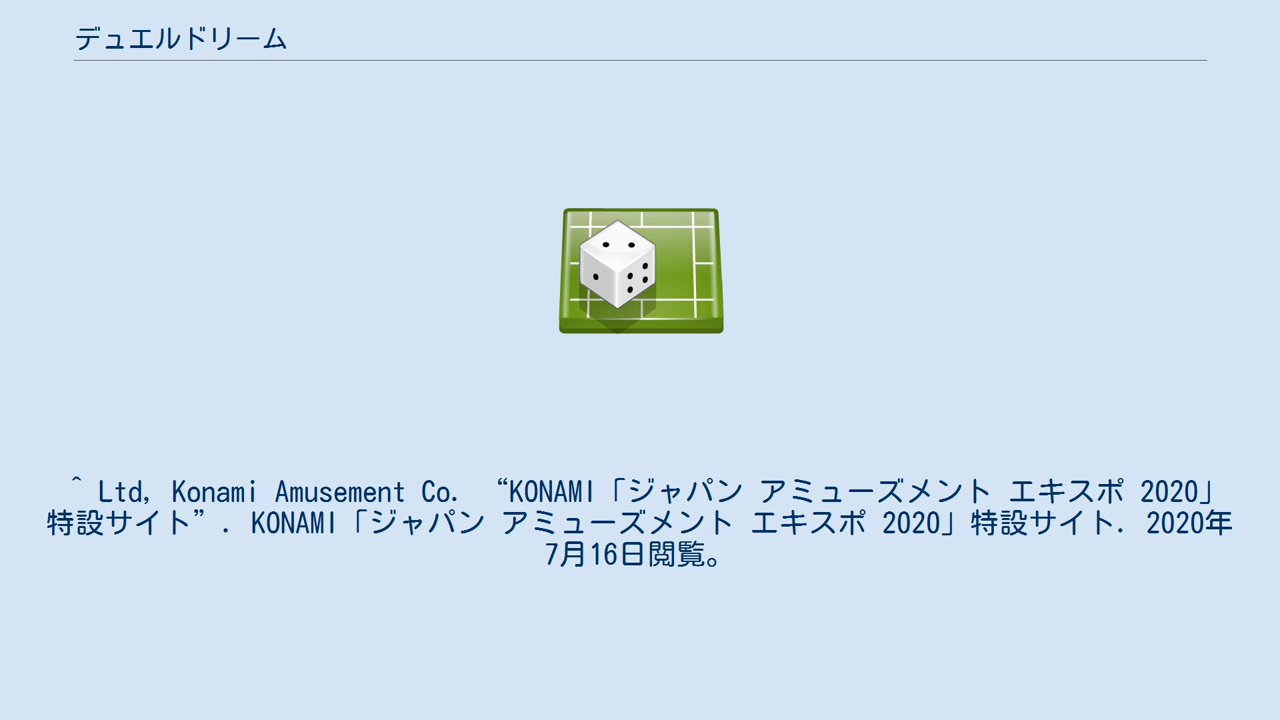 デュエルドリーム
^ Ltd, Konami Amusement Co. “KONAMI「ジャパン アミューズメント エキスポ 2020」
特設サイト”. KONAMI「ジャパン アミューズメント エキスポ 2020」特設サイト. 2020年
7月16日閲覧。